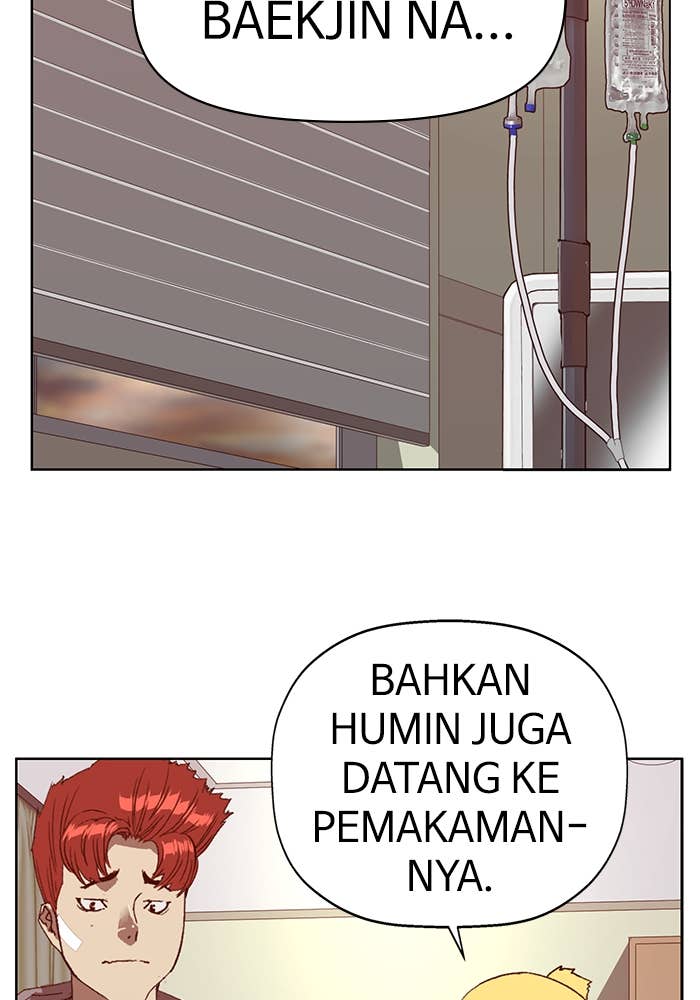 BAEKJIN NA...
BAHKAN
HUMIN JUGA
DATANG KE
PEMAKAMAN-
NYA.